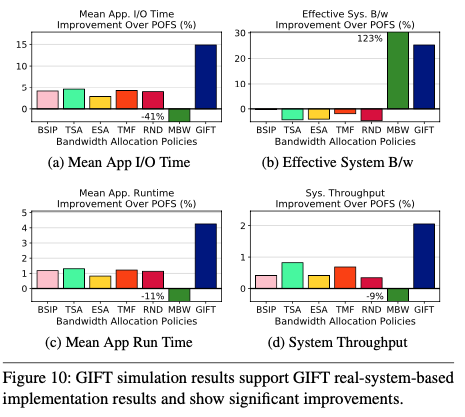 Mean App. I/O Time
Improvement Over POFS (%)
15
10
5
0
-41%
BSIP TSA ESA TMF RND MBW GIFT
Bandwidth Allocation Policies
(a) Mean App I/O Time
Effective Sys. B/w
Improvement Over POFS (%)
30
20
10
0
123%
BSIP TSA ESA TMF RND MBW GIFT
Bandwidth Allocation Policies
(b) Effective System B/w
Mean App. Runtime
Improvement Over POFS (%)
5
4
3
2
1
0
-11%
BSIP TSA ESA TMF RND MBW GIFT
Bandwidth Allocation Policies
(c) Mean App Run Time
Sys. Throughput
Improvement Over POFS (%)
2
1
0
-9%
BSIP TSA ESA TMF RND MBW GIFT
Bandwidth Allocation Policies
(d) System Throughput
Figure 10: GIFT simulation results support GIFT real-system-based
implementation results and show significant improvements.